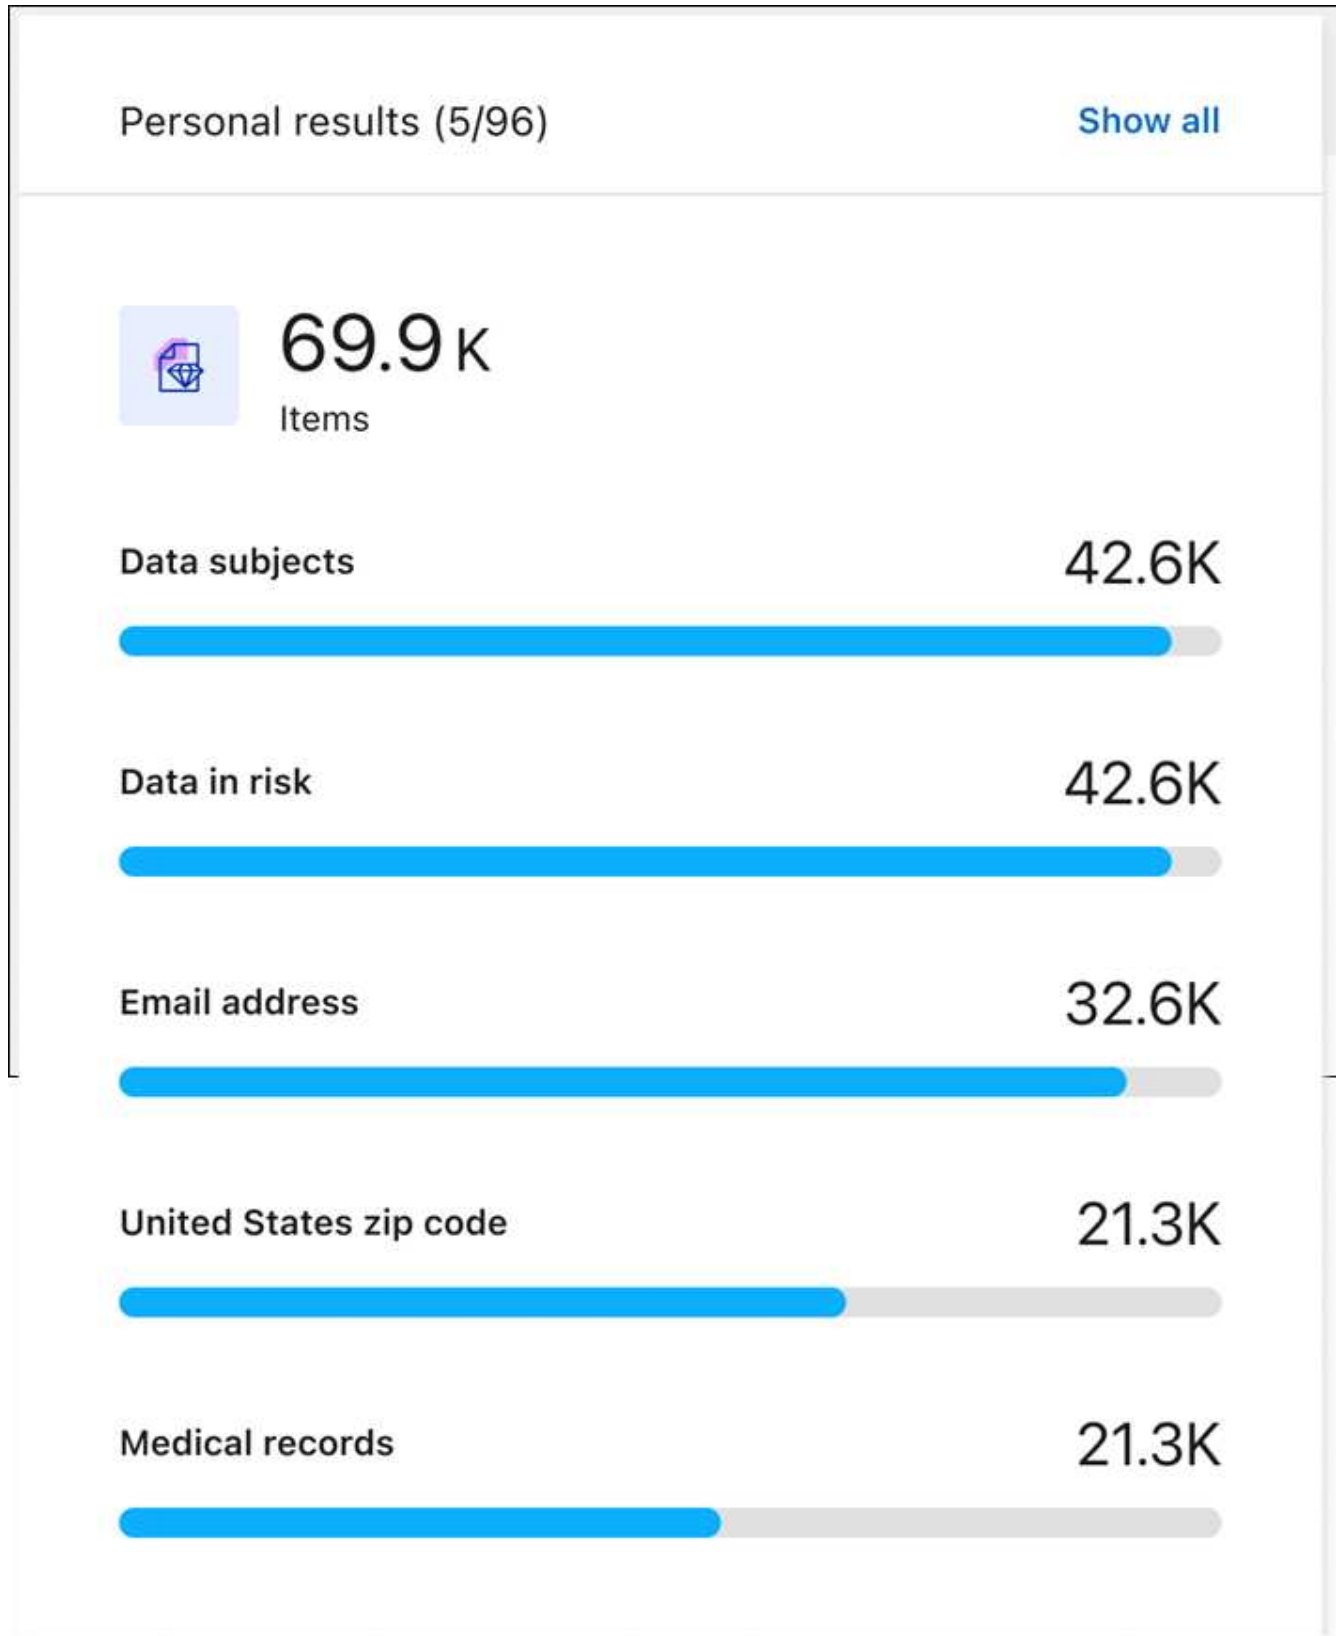 Personal results (5/96) Show all
69.9 K
Items
Data subjects 42.6K
Data in risk 42.6K
Email address 32.6K
United States zip code 21.3K
Medical records 21.3K